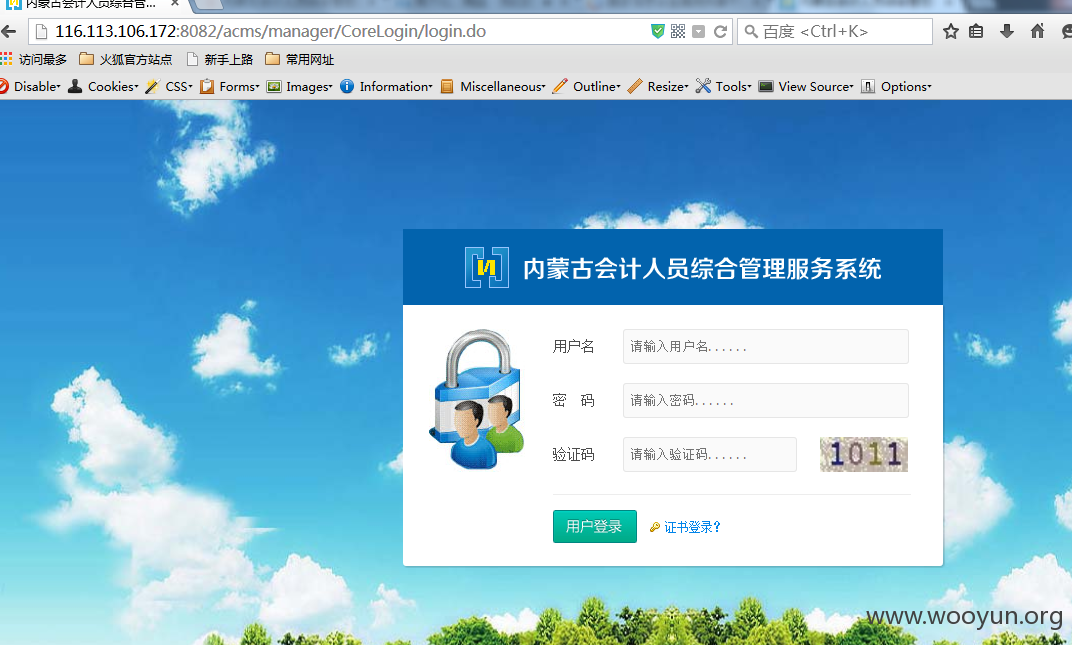 内蒙古会计人员综合管...
116.113.106.172:8082/acms/manager/CoreLogin/login.do
百度 <Ctrl+K>
访问最多 火狐官方站点 新手上路 常用网址
Disable Cookies CSS Forms Images Information Miscellaneous Outline Resize Tools View Source Options
内蒙古会计人员综合管理服务系统
用户名 请输入用户名......
密 码 请输入密码......
验证码 请输入验证码...... 1011
用户登录 证书登录?
www.wooyun.org